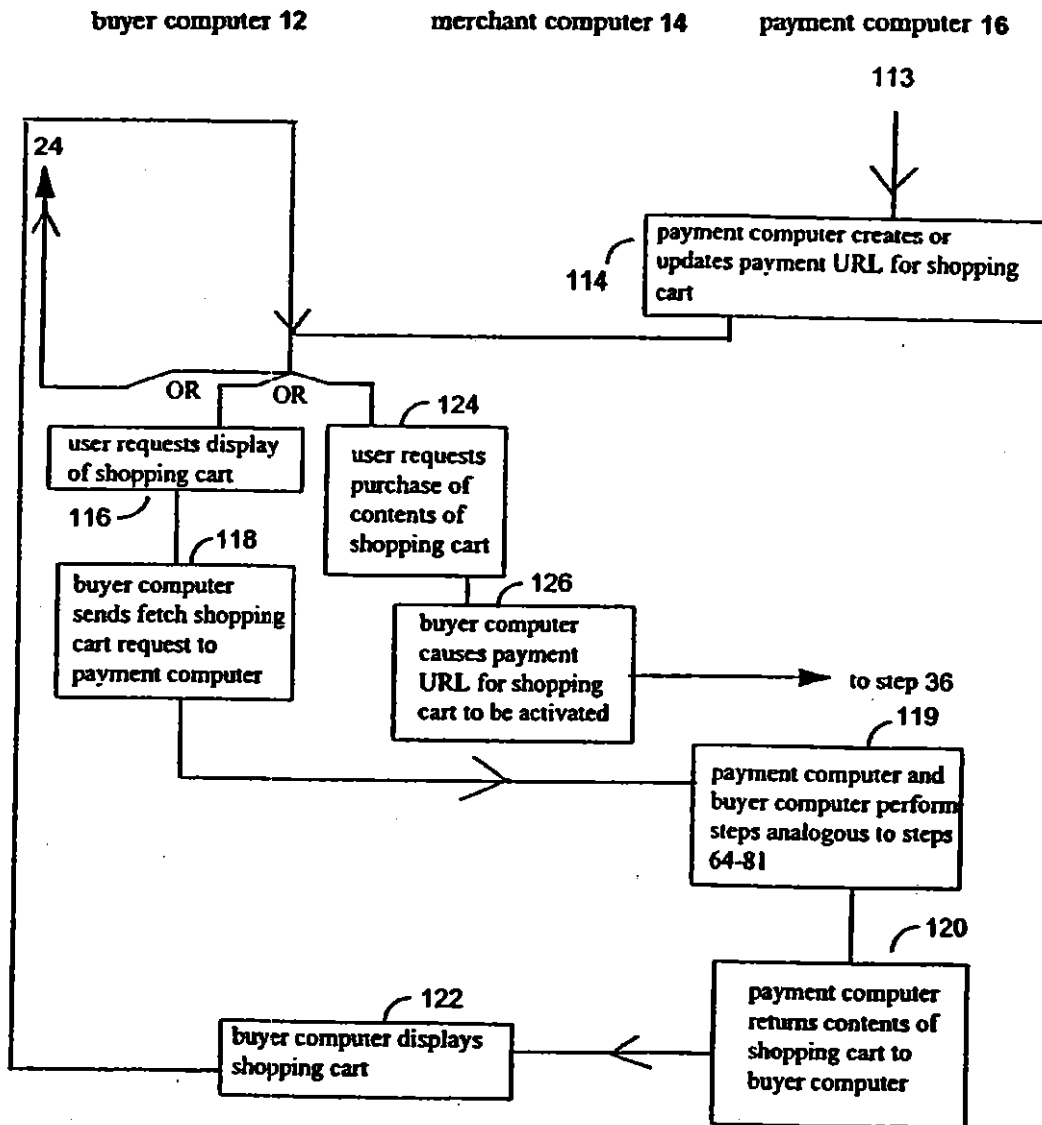 buyer computer 12 merchant computer 14 payment computer 16
113
24
payment computer creates or
updates payment URL for shopping
cart
114
OR
OR
124
user requests display
of shopping cart
116
user requests
purchase of
contents of
shopping cart
118
buyer computer
sends fetch shopping
cart request to
payment computer
126
buyer computer
causes payment
URL for shopping
cart to be activated
to step 36
119
payment computer and
buyer computer perform
steps analogous to steps
64-81
120
payment computer
returns contents of
shopping cart to
buyer computer
122
buyer computer displays
shopping cart